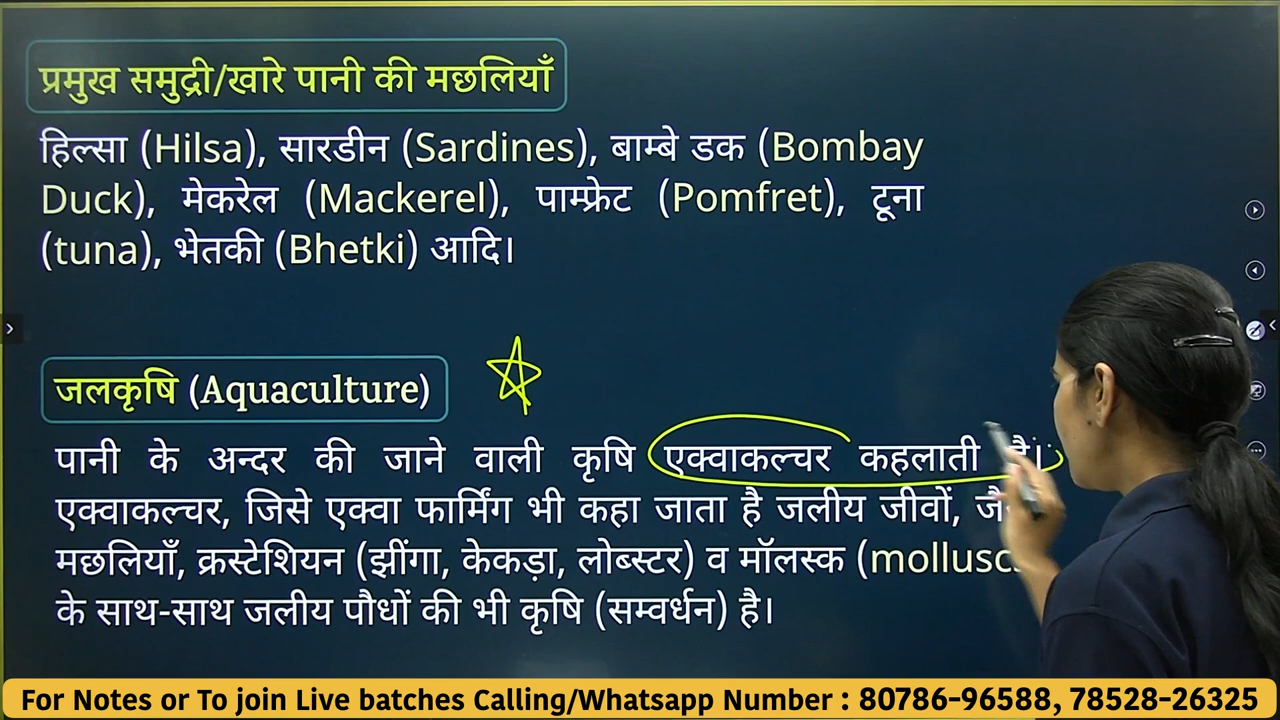 प्रमुख समुद्री/खारे पानी की मछलियाँ
हिल्सा (Hilsa), सारडीन (Sardines), बाम्बे डक (Bombay
Duck), मेकरेल (Mackerel), पाम्फ्रेट (Pomfret), टूना
(tuna), भेतकी (Bhetki) आदि।
जलकृषि (Aquaculture)
पानी के अन्दर की जाने वाली कृषि एक्वाकल्चर कहलाती है।
एक्वाकल्चर, जिसे एक्वा फार्मिंग भी कहा जाता है जलीय जीवों,
मछलियाँ, क्रस्टेशियन (झींगा, केकड़ा, लोब्स्टर) व मॉलस्क
के साथ-साथ जलीय पौधों की भी कृषि (सम्वर्धन) है।
For Notes or To join Live batches Calling/Whatsapp Number : 80786-96588, 78528-26325